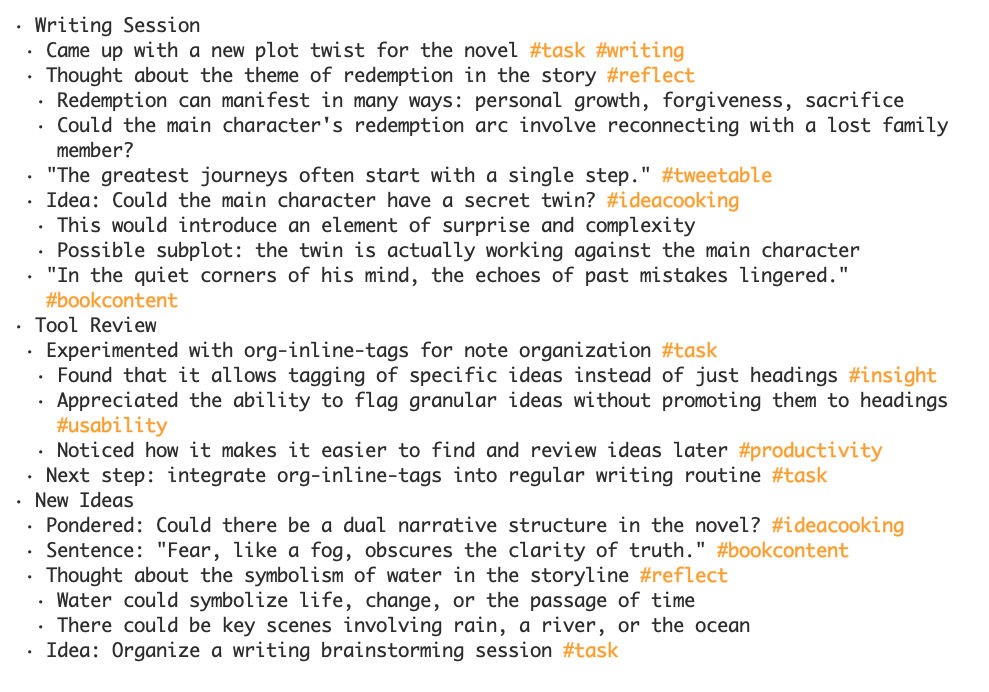 · Writing Session
· Came up with a new plot twist for the novel #task #writing
· Thought about the theme of redemption in the story #reflect
· Redemption can manifest in many ways: personal growth, forgiveness, sacrifice
· Could the main character's redemption arc involve reconnecting with a lost family
member?
· "The greatest journeys often start with a single step." #tweetable
· Idea: Could the main character have a secret twin? #ideacooking
· This would introduce an element of surprise and complexity
· Possible subplot: the twin is actually working against the main character
· "In the quiet corners of his mind, the echoes of past mistakes lingered."
#bookcontent
· Tool Review
· Experimented with org-inline-tags for note organization #task
· Found that it allows tagging of specific ideas instead of just headings #insight
· Appreciated the ability to flag granular ideas without promoting them to headings
#usability
· Noticed how it makes it easier to find and review ideas later #productivity
· Next step: integrate org-inline-tags into regular writing routine #task
· New Ideas
· Pondered: Could there be a dual narrative structure in the novel? #ideacooking
· Sentence: "Fear, like a fog, obscures the clarity of truth." #bookcontent
· Thought about the symbolism of water in the storyline #reflect
· Water could symbolize life, change, or the passage of time
· There could be key scenes involving rain, a river, or the ocean
· Idea: Organize a writing brainstorming session #task